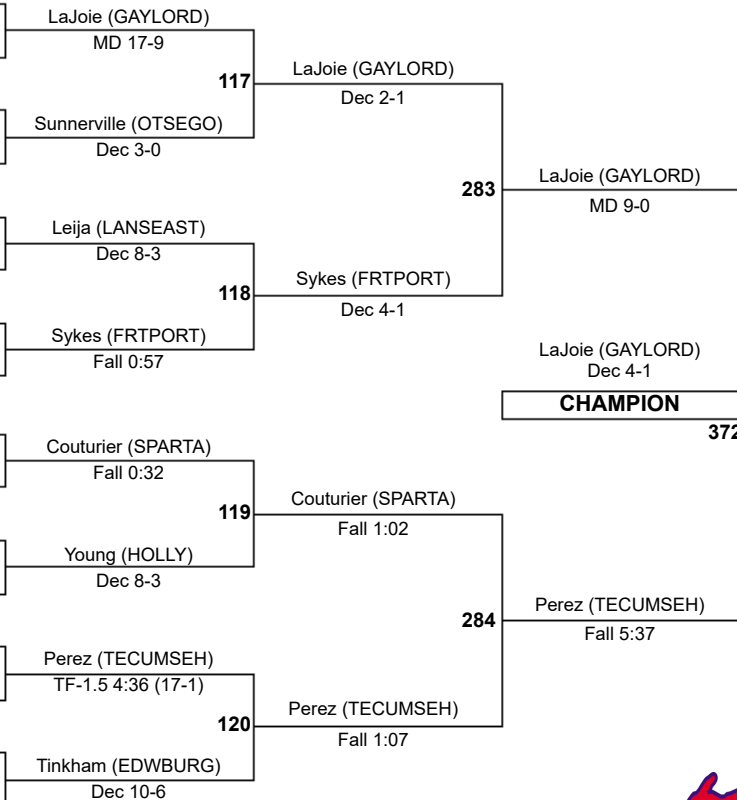 LaJoie (GAYLORD)
MD 17-9
117
Sunnerville (OTSEGO)
Dec 3-0
LaJoie (GAYLORD)
Dec 2-1
283
Leija (LANSEAST)
Dec 8-3
118
Sykes (FRTPORT)
Fall 0:57
Sykes (FRTPORT)
Dec 4-1
LaJoie (GAYLORD)
MD 9-0
LaJoie (GAYLORD)
Dec 4-1
CHAMPION
372
Couturier (SPARTA)
Fall 0:32
119
Young (HOLLY)
Dec 8-3
Couturier (SPARTA)
Fall 1:02
284
Perez (TECUMSEH)
TF-1.5 4:36 (17-1)
120
Tinkham (EDWBURG)
Dec 10-6
Perez (TECUMSEH)
Fall 1:07
Perez (TECUMSEH)
Fall 5:37